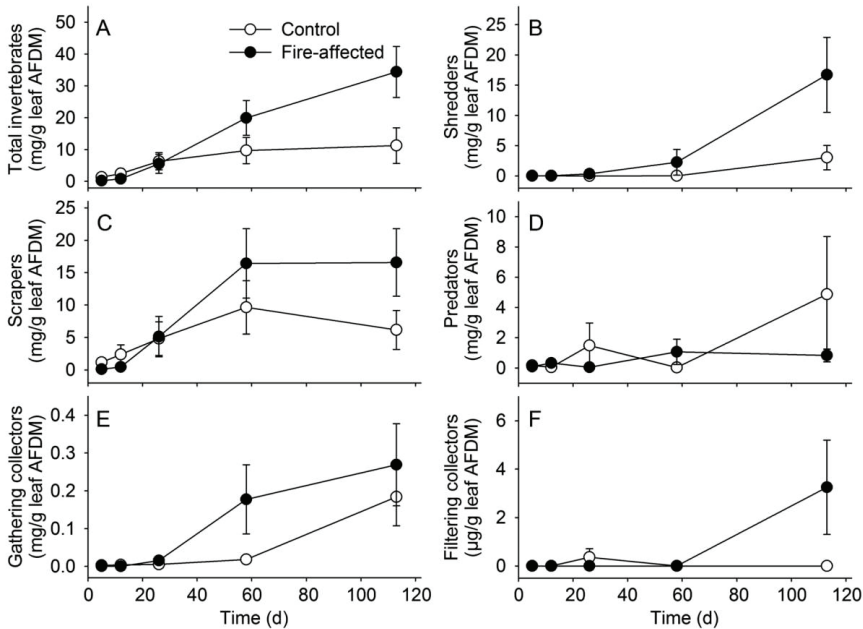 A
Control
Fire-affected
Total invertebrates
(mg/g leaf AFDM)
50
40
30
20
10
0
B
Shredders
(mg/g leaf AFDM)
25
20
15
10
5
0
C
Scrapers
(mg/g leaf AFDM)
25
20
15
10
5
0
D
Predators
(mg/g leaf AFDM)
10
8
6
4
2
0
E
Gathering collectors
(mg/g leaf AFDM)
0.4
0.3
0.2
0.1
0.0
0 20 40 60 80 100 120
Time (d)
F
Filtering collectors
(µg/g leaf AFDM)
6
4
2
0
0 20 40 60 80 100 120
Time (d)